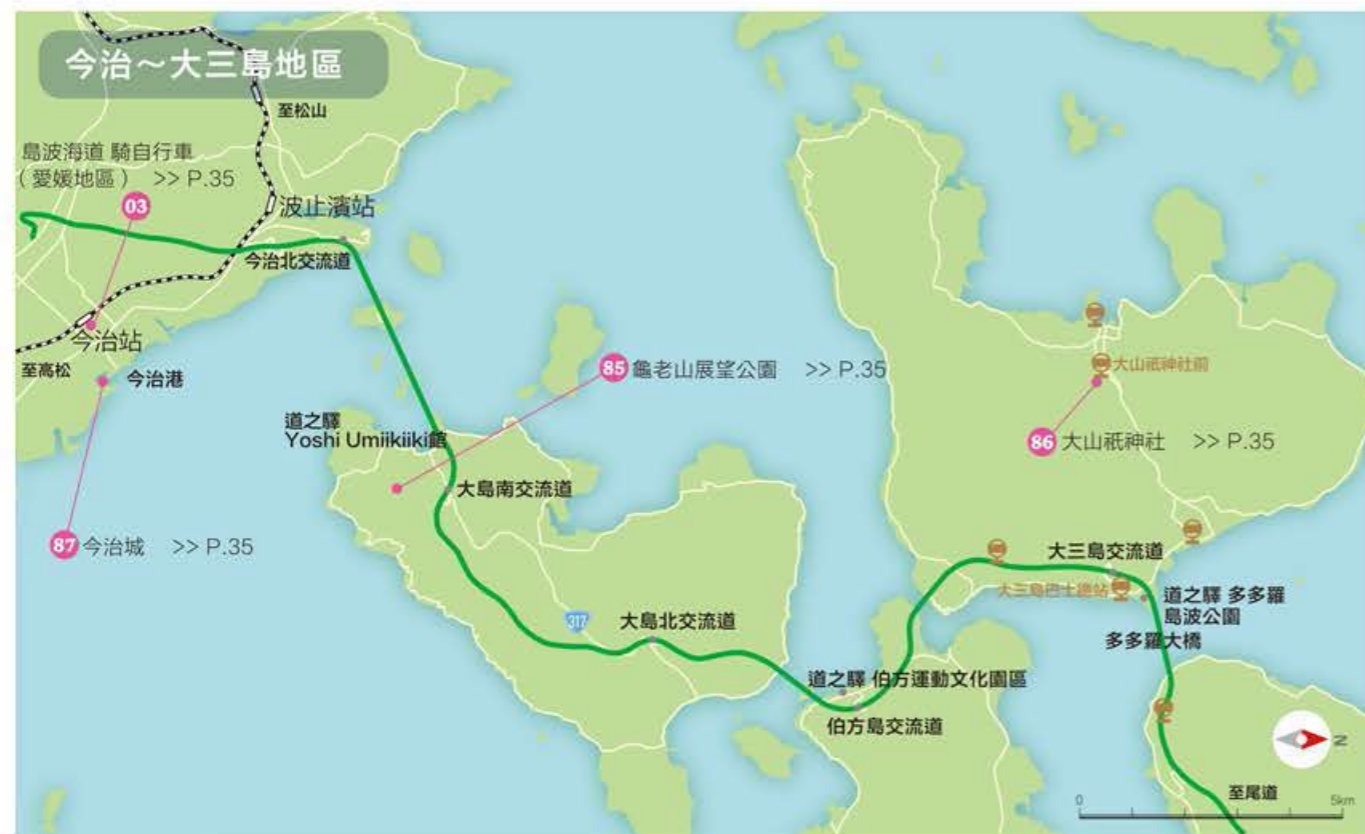 今治～大三島地區
至松山
島波海道 騎自行車
(愛媛地區) >> P.35
03
波止濱站
今治北交流道
今治站
至高松
今治港
85 龜老山展望公園 >> P.35
大山祇神社前
道之驛
Yoshi Umiikiiki館
86 大山祇神社 >> P.35
大島南交流道
87 今治城 >> P.35
大三島交流道
大三島巴士總站
道之驛 多多羅
島波公園
317
大島北交流道
多多羅大橋
道之驛 伯方運動文化園區
伯方島交流道
N
至尾道
0
5km